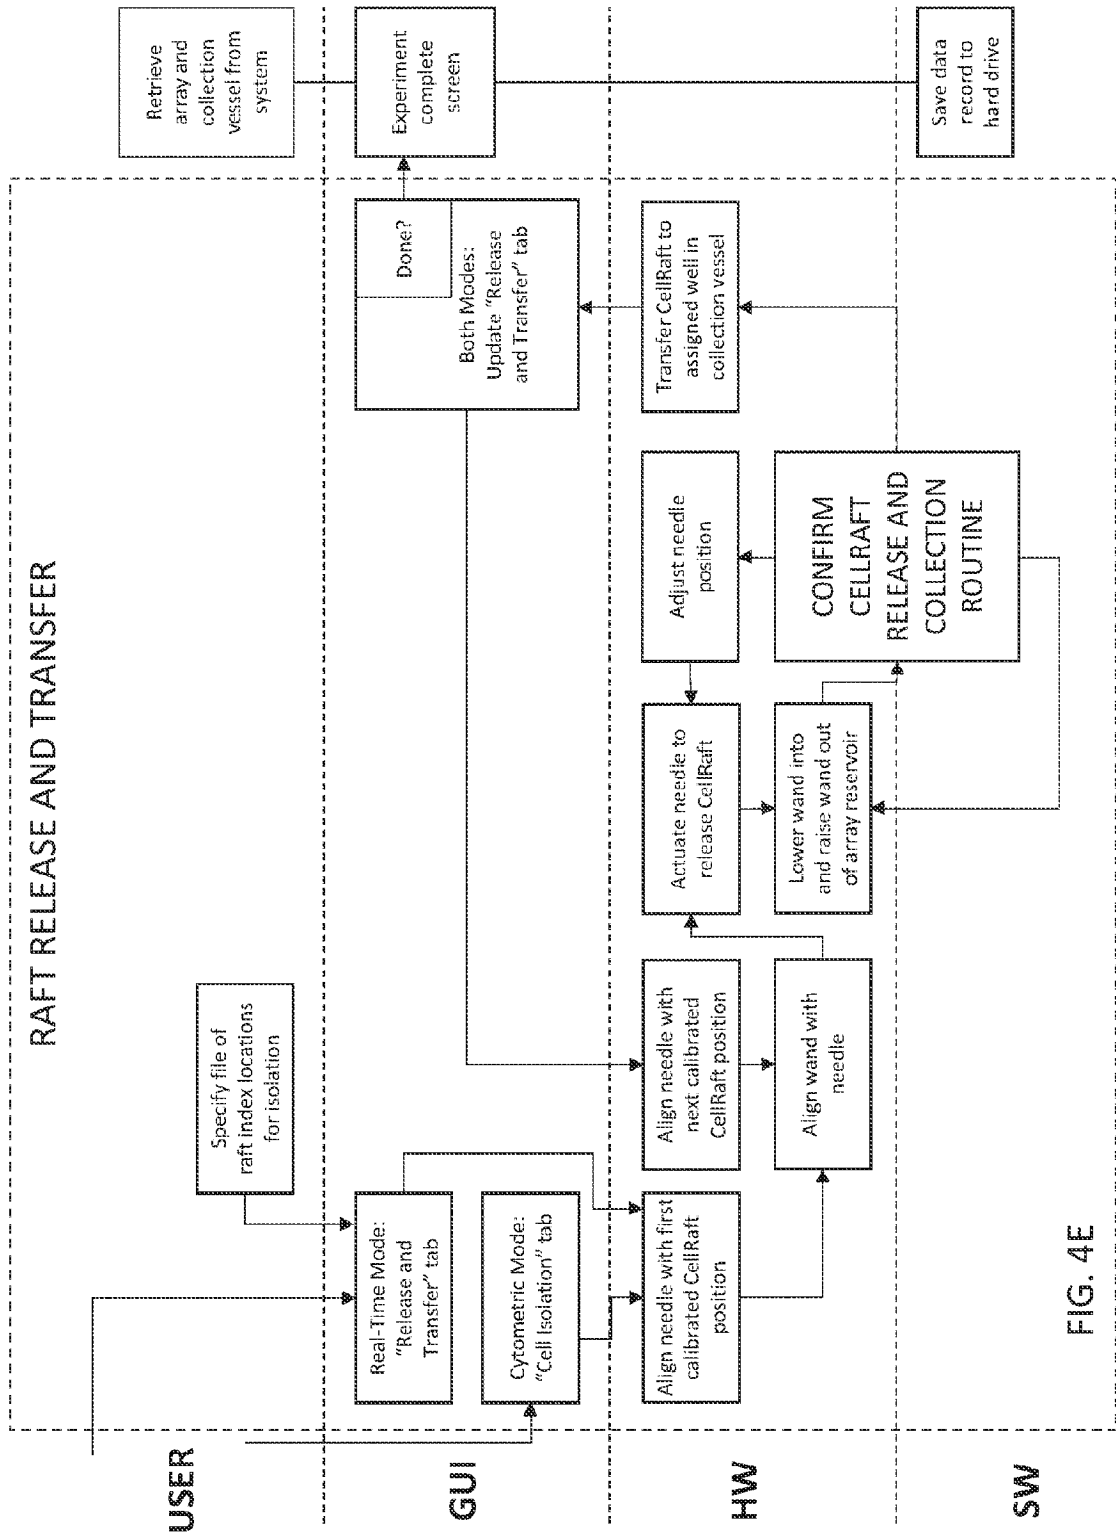 RAFT RELEASE AND TRANSFER
USER
Specify file of
raft index locations
for isolation
Retrieve
array and
collection
vessel from
system
GUI
Real-Time Mode:
"Release and
Transfer" tab
Cytometric Mode:
"Cell Isolation" tab
Done?
Both Modes:
Update "Release
and Transfer" tab
Experiment
complete
screen
HW
Align needle with first
calibrated CellRaft
position
Align needle with
next calibrated
CellRaft position
Align wand with
needle
Actuate needle to
release CellRaft
Lower wand into
and raise wand out
of array reservoir
Adjust needle
position
CONFIRM
CELLRAFT
RELEASE AND
COLLECTION
ROUTINE
Transfer CellRaft to
assigned well in
collection vessel
SW
Save data
record to
hard drive
FIG. 4E